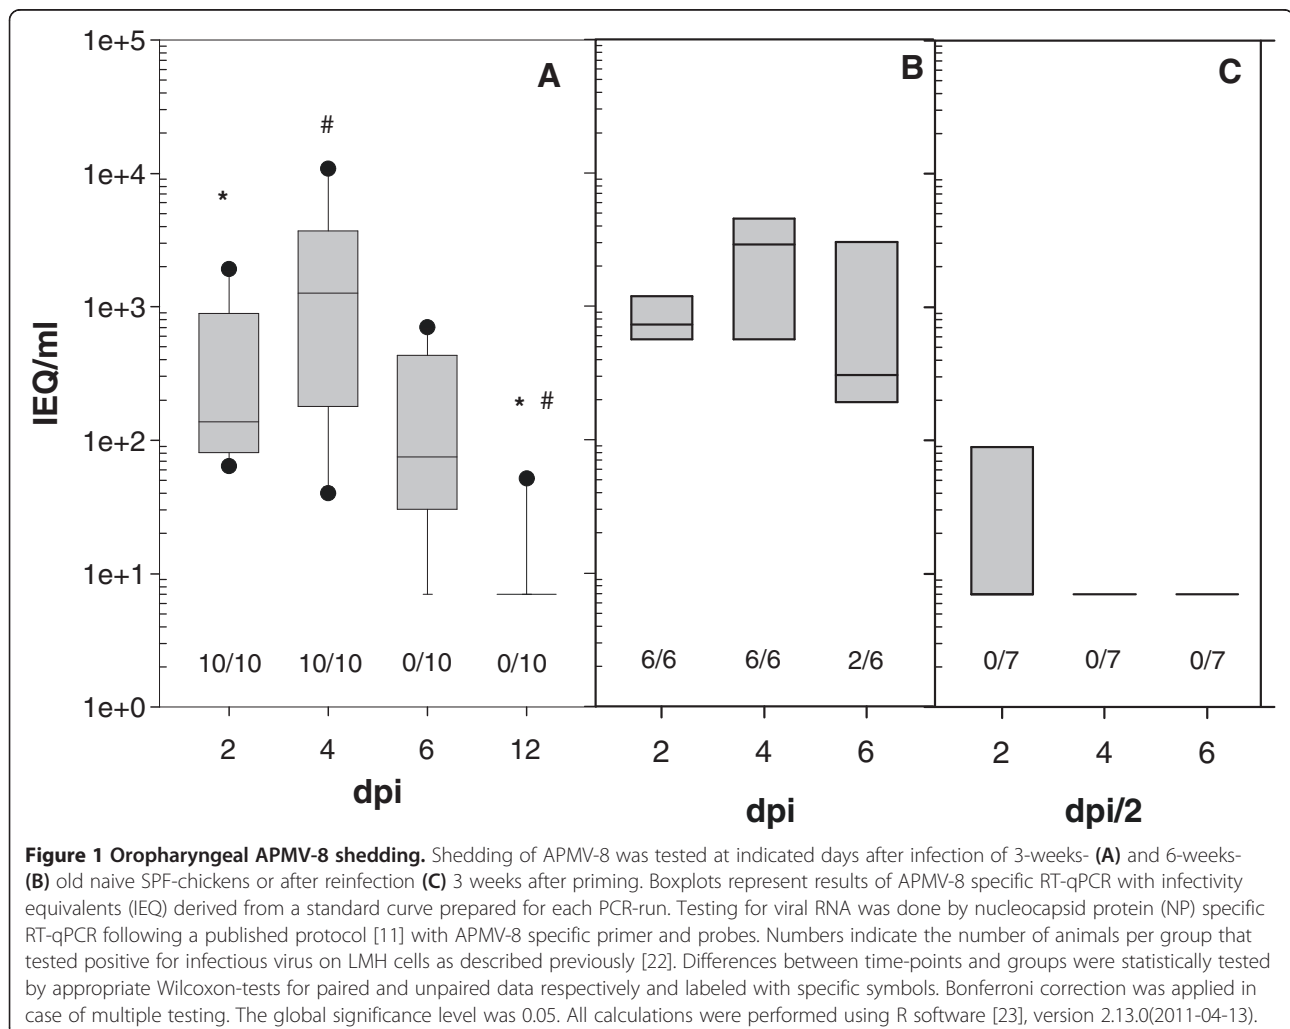 1e+5
1e+4
1e+3
1e+2
1e+1
1e+0
IEQ/ml
A
*
#
* #
10/10 10/10 0/10 0/10
2 4 6 12
dpi
B
6/6 6/6 2/6
2 4 6
dpi
C
0/7 0/7 0/7
2 4 6
dpi/2
Figure 1 Oropharyngeal APMV-8 shedding. Shedding of APMV-8 was tested at indicated days after infection of 3-weeks- (A) and 6-weeks-
(B) old naive SPF-chickens or after reinfection (C) 3 weeks after priming. Boxplots represent results of APMV-8 specific RT-qPCR with infectivity
equivalents (IEQ) derived from a standard curve prepared for each PCR-run. Testing for viral RNA was done by nucleocapsid protein (NP) specific
RT-qPCR following a published protocol [11] with APMV-8 specific primer and probes. Numbers indicate the number of animals per group that
tested positive for infectious virus on LMH cells as described previously [22]. Differences between time-points and groups were statistically tested
by appropriate Wilcoxon-tests for paired and unpaired data respectively and labeled with specific symbols. Bonferroni correction was applied in
case of multiple testing. The global significance level was 0.05. All calculations were performed using R software [23], version 2.13.0(2011-04-13).